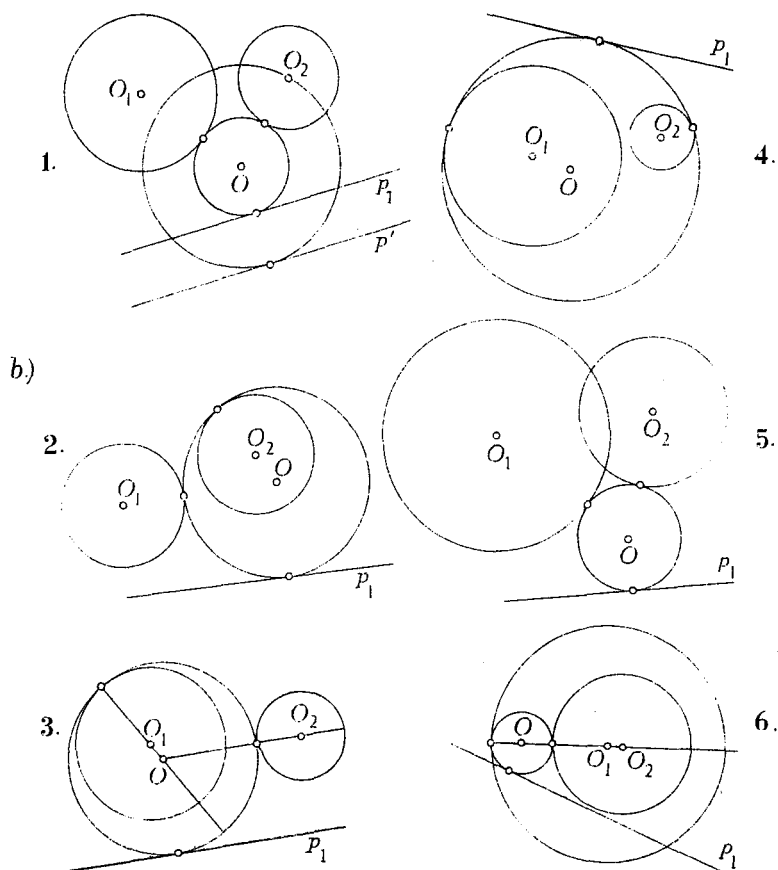 O₁
O₂
O
1.
p₁
p'
p₁
O₁
O₂
O
4.
b.)
2.
O₁
O₂
O
p₁
O₁
O₂
O
5.
p₁
3.
O₁
O
O₂
p₁
6.
O
O₁
O₂
p₁